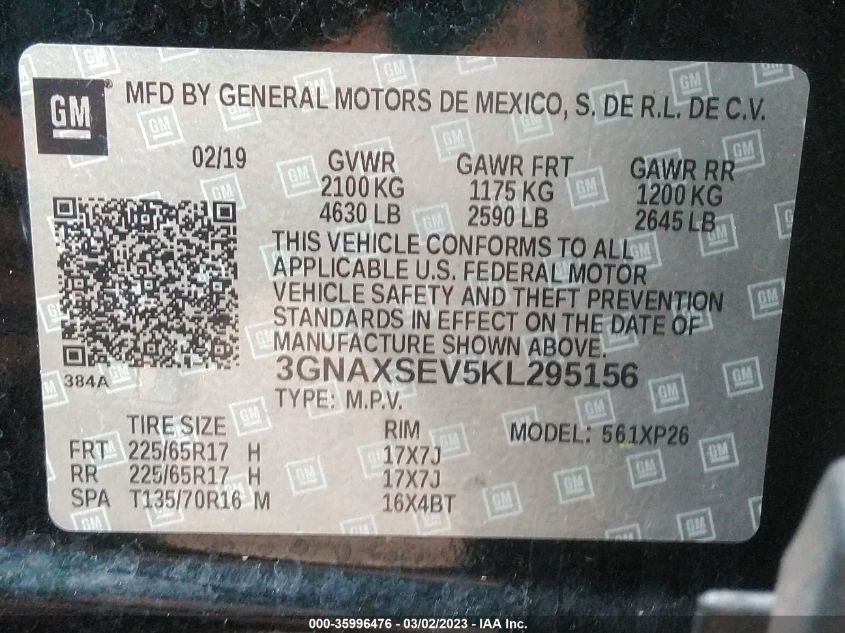 GM ® MFD BY GENERAL MOTORS DE MEXICO, S. DE R.L. DE C.V.
02/19 GVWR GAWR FRT GAWR RR
2100 KG 1175 KG 1200 KG
4630 LB 2590 LB 2645 LB
THIS VEHICLE CONFORMS TO ALL
APPLICABLE U.S. FEDERAL MOTOR
VEHICLE SAFETY AND THEFT PREVENTION
STANDARDS IN EFFECT ON THE DATE OF
MANUFACTURE SHOWN ABOVE.
384A 3GNAXSEV5KL295156
TYPE: M.P.V.
TIRE SIZE RIM MODEL: 561XP26
FRT 225/65R17 H 17X7J
RR 225/65R17 H 17X7J
SPA T135/70R16 M 16X4BT
000-35996476 - 03/02/2023 - IAA Inc.